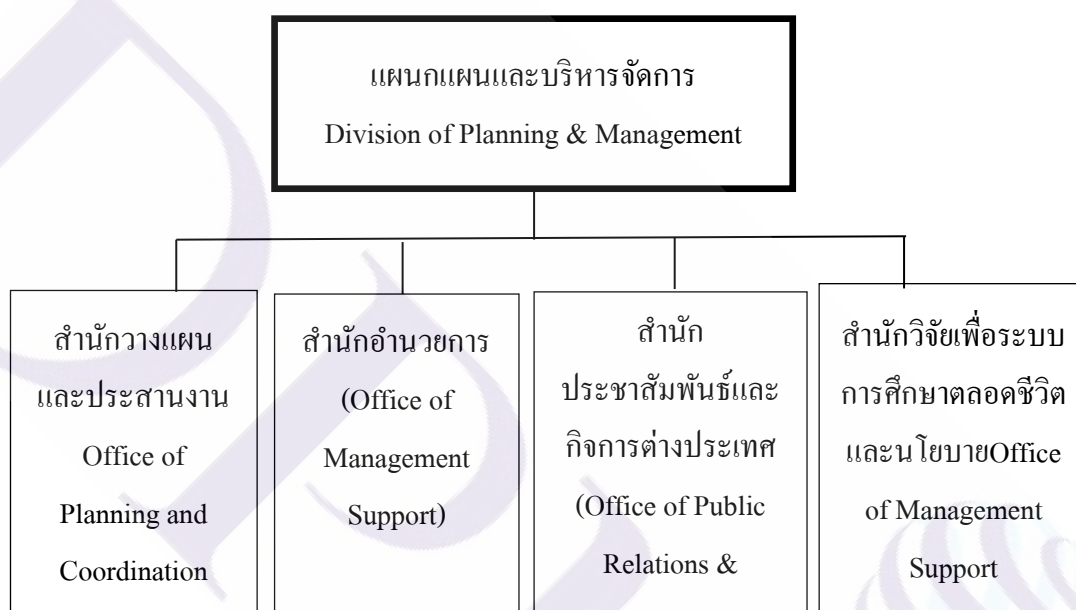 แผนกแผนและบริหารจัดการ
Division of Planning & Management
สำนักวางแผน
และประสานงาน
Office of
Planning and
Coordination
สำนักอำนวยการ
(Office of
Management
Support)
สำนัก
ประชาสัมพันธ์และ
กิจการต่างประเทศ
(Office of Public
Relations &
สำนักวิจัยเพื่อระบบ
การศึกษาตลอดชีวิต
และนโยบายOffice
of Management
Support